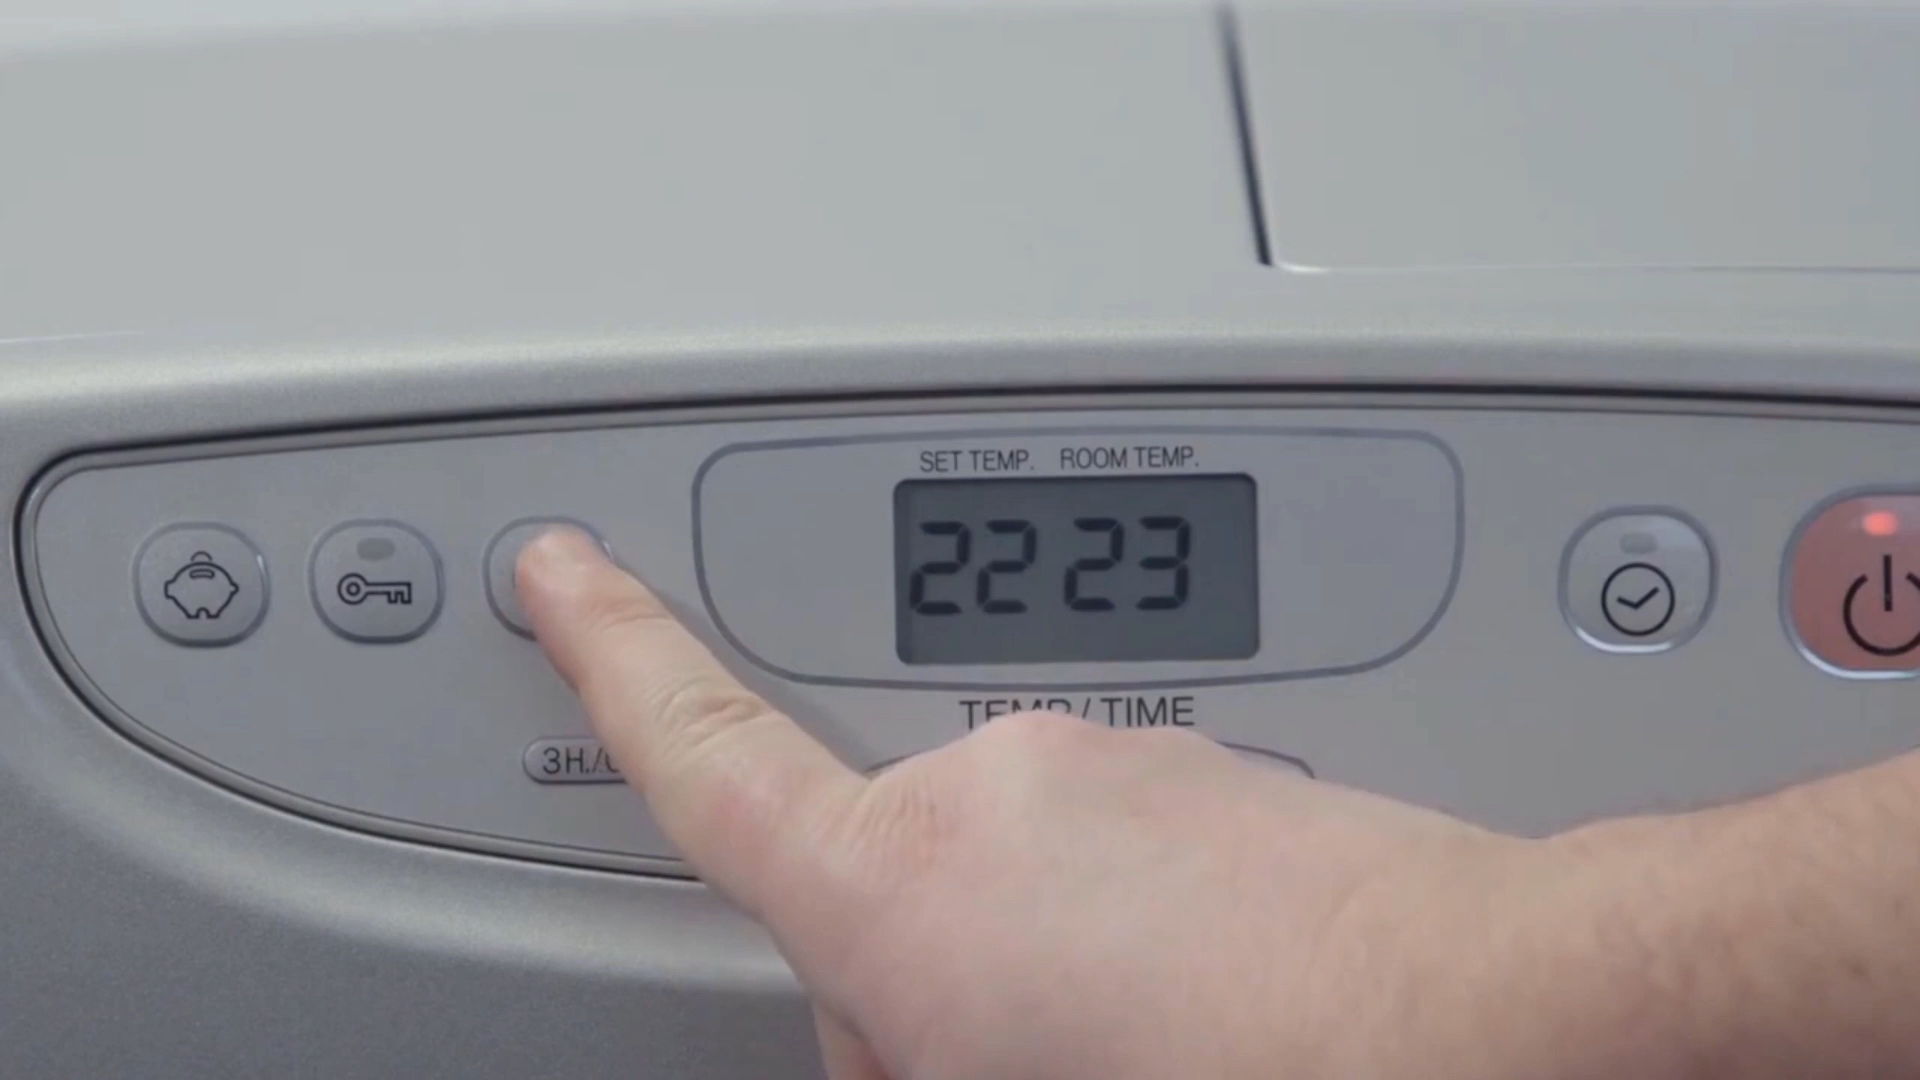 SET TEMP. ROOM TEMP.
22 23
TEMP / TIME
3H./